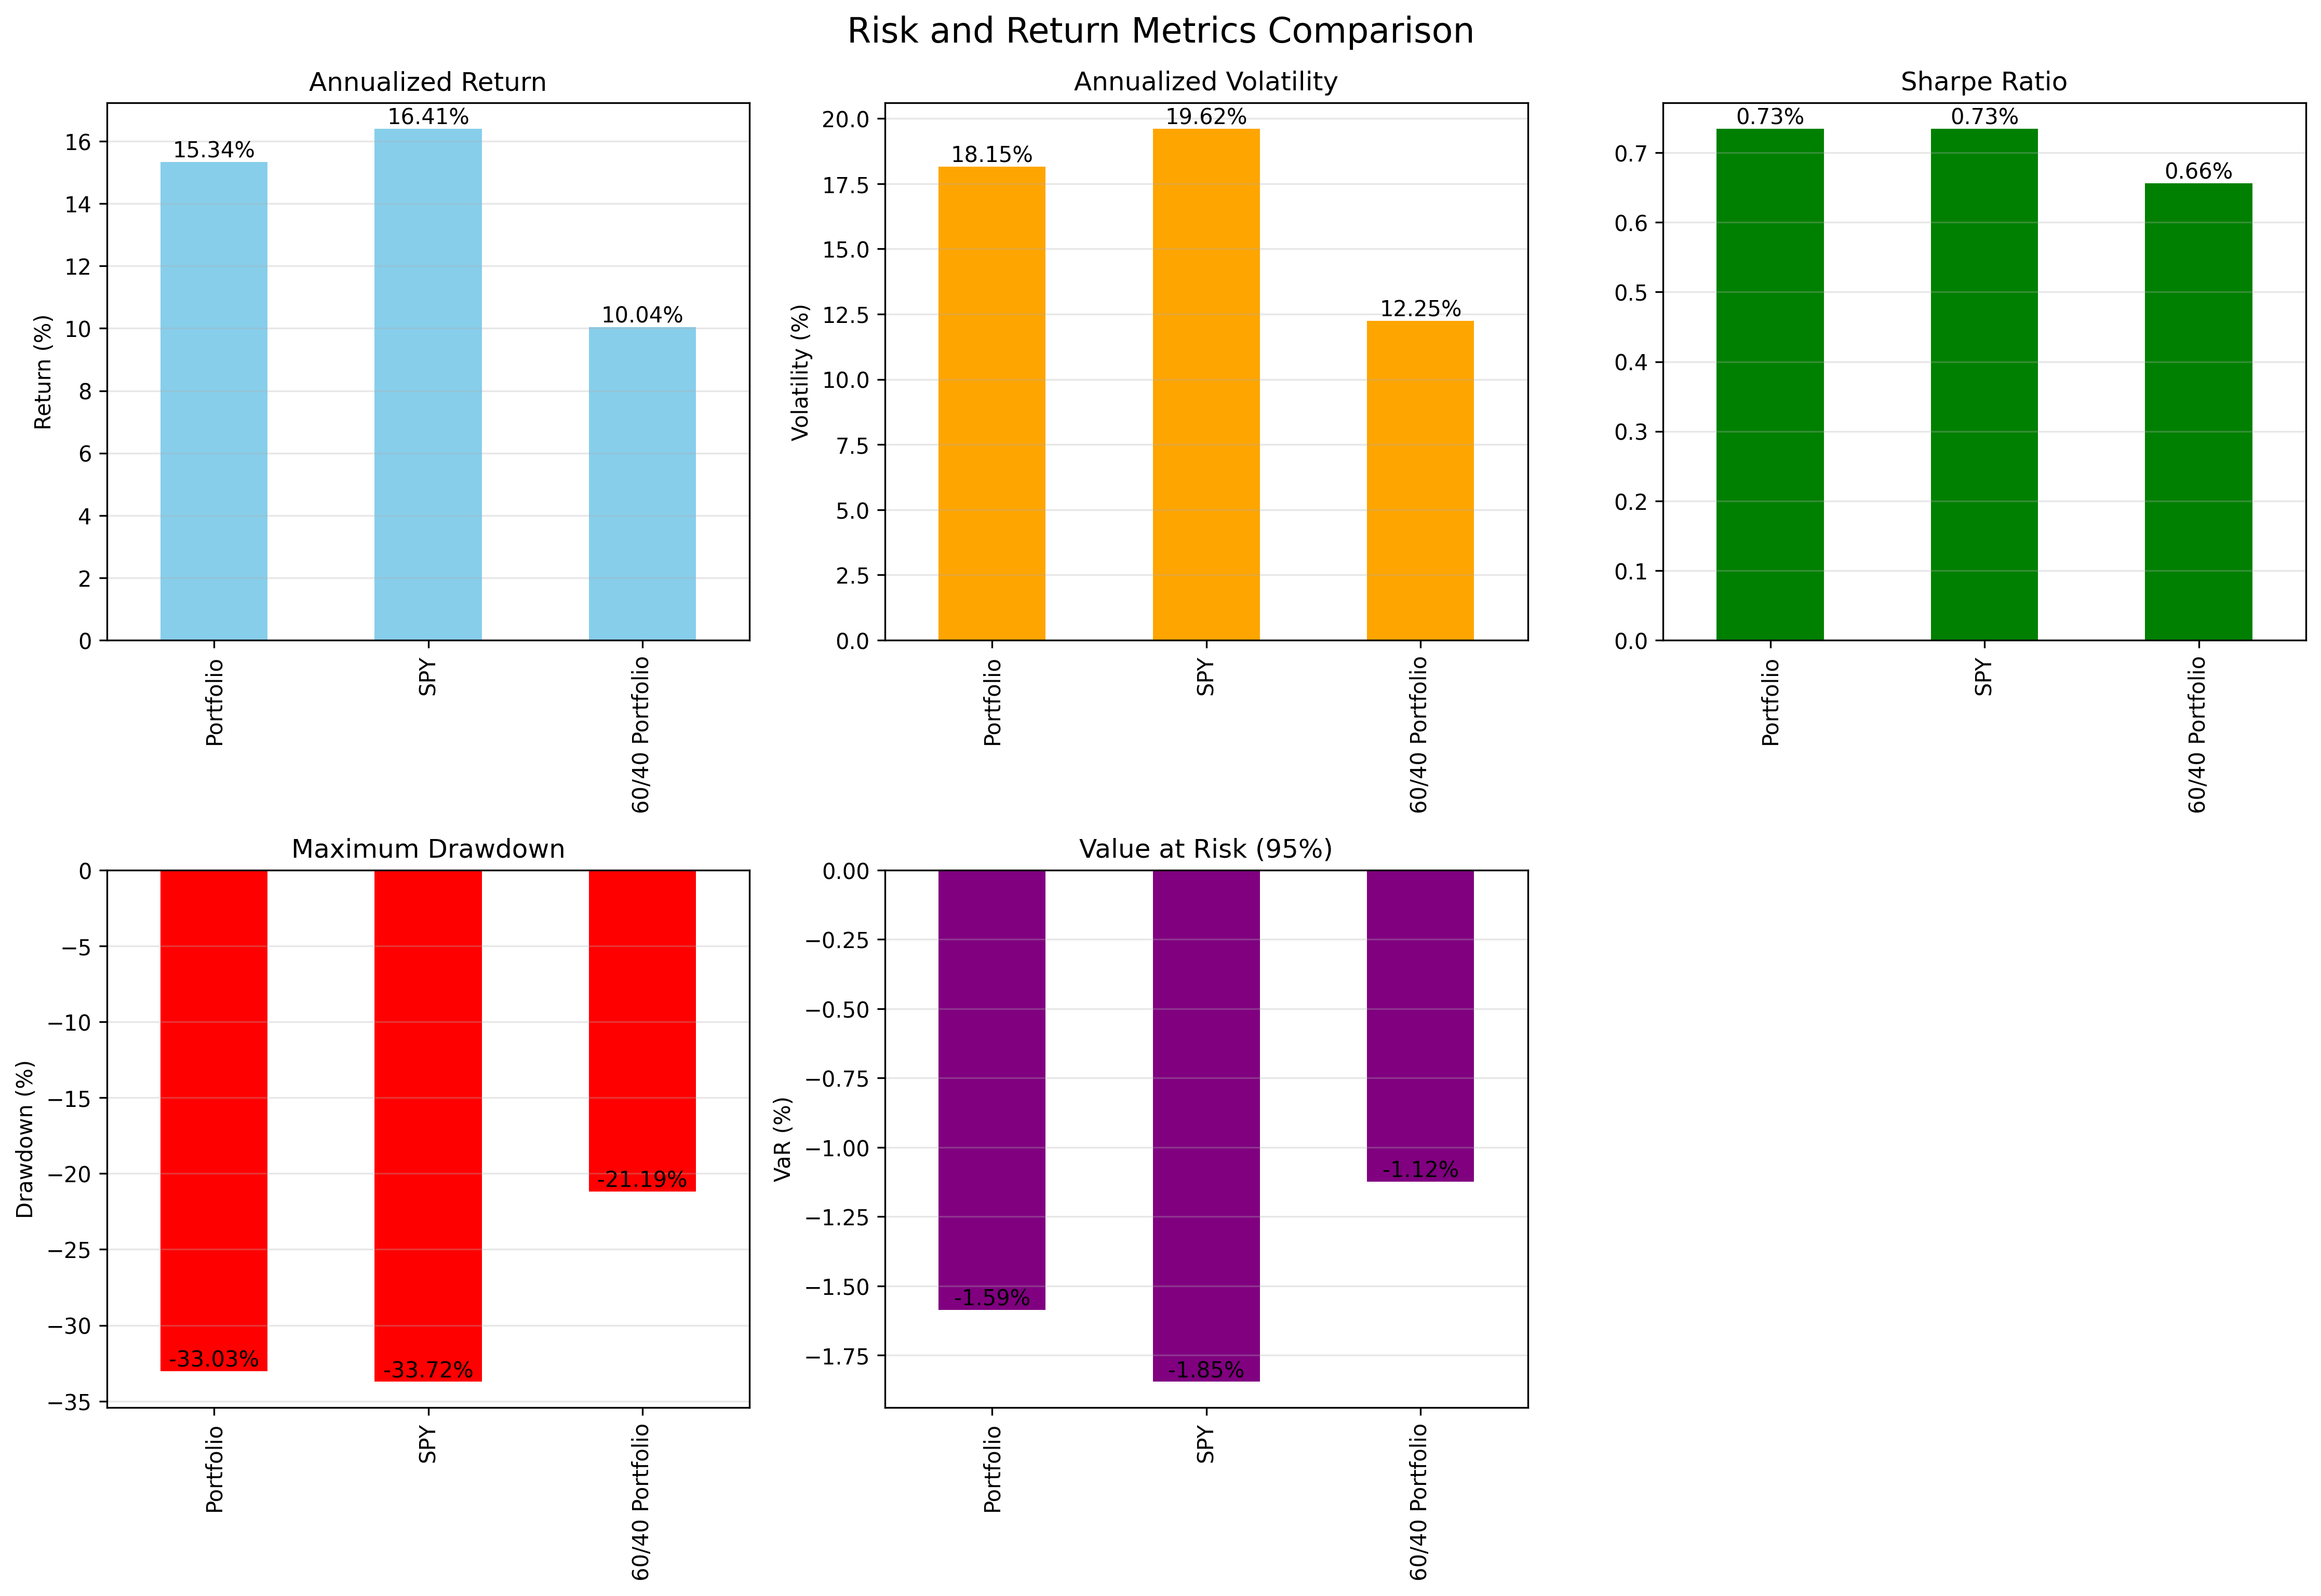 Risk and Return Metrics Comparison
Annualized Return
Return (%)
16
14
12
10
8
6
4
2
0
15.34%
16.41%
10.04%
Portfolio
SPY
60/40 Portfolio
Annualized Volatility
Volatility (%)
20.0
17.5
15.0
12.5
10.0
7.5
5.0
2.5
0.0
18.15%
19.62%
12.25%
Portfolio
SPY
60/40 Portfolio
Sharpe Ratio
0.7
0.6
0.5
0.4
0.3
0.2
0.1
0.0
0.73%
0.73%
0.66%
Portfolio
SPY
60/40 Portfolio
Maximum Drawdown
Drawdown (%)
0
−5
−10
−15
−20
−25
−30
−35
-33.03%
-33.72%
-21.19%
Portfolio
SPY
60/40 Portfolio
Value at Risk (95%)
VaR (%)
0.00
−0.25
−0.50
−0.75
−1.00
−1.25
−1.50
−1.75
-1.59%
-1.85%
-1.12%
Portfolio
SPY
60/40 Portfolio